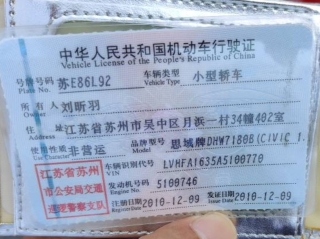 中华人民共和国机动车行驶证
Vehicle License of the People's Republic of China
号牌号码 苏E86L92 车辆类型 小型轿车
Plate No. Vehicle Type
所有人 刘昕羽
Owner
住址 江苏省苏州市吴中区月浜一村34幢402室
Address
使用性质 非营运 品牌型号 思域牌DHW7180B(CIVIC 1.
Use Character Model
江苏省苏州 车辆识别代号 LVHFA1635A5100770
VIN
市公安局交通 发动机号码 5100746
Engine No.
巡逻警察支队 注册日期 2010-12-09 发证日期 2010-12-09
Register Date Issue Date